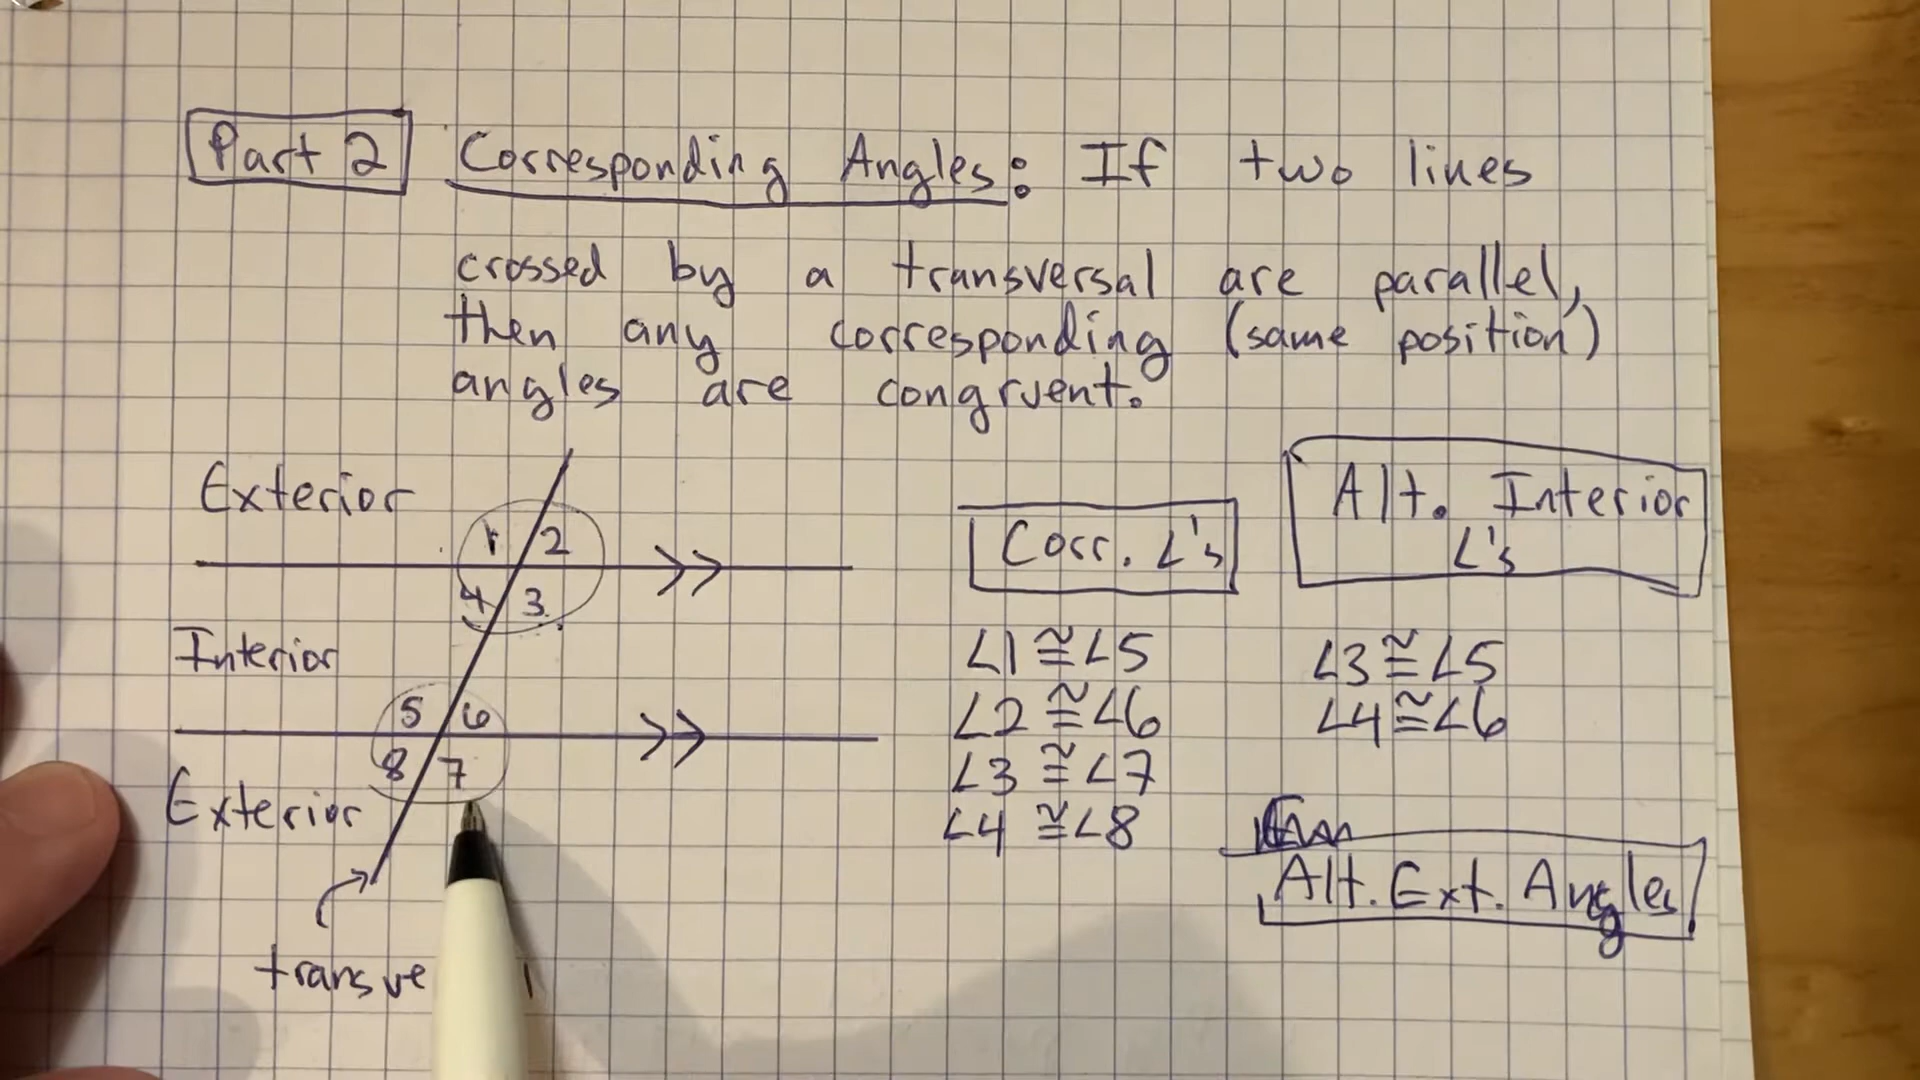 Part 2 Corresponding Angles: If two lines
crossed by a transversal are parallel,
then any corresponding (same position)
angles are congruent.
Exterior
1 2
4 3
Interior
5 6
8 7
Exterior
transve
Corr. ∠'s
∠1≅∠5
∠2≅∠6
∠3≅∠7
∠4≅∠8
Alt. Interior
∠'s
∠3≅∠5
∠4≅∠6
Alt. Ext. Angles